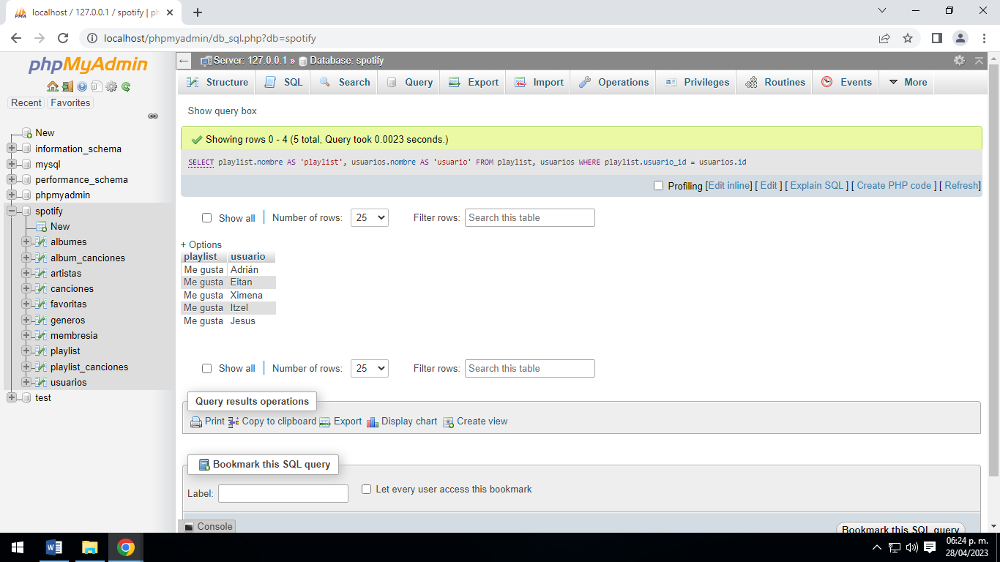 localhost / 127.0.0.1 / spotify | ph
localhost/phpmyadmin/db_sql.php?db=spotify
phpMyAdmin
Recent Favorites
New
information_schema
mysql
performance_schema
phpmyadmin
spotify
New
albumes
album_canciones
artistas
canciones
favoritas
generos
membresia
playlist
playlist_canciones
usuarios
test
Server: 127.0.0.1 » Database: spotify
Structure SQL Search Query Export Import Operations Privileges Routines Events More
Show query box
Showing rows 0 - 4 (5 total, Query took 0.0023 seconds.)
SELECT playlist.nombre AS 'playlist', usuarios.nombre AS 'usuario' FROM playlist, usuarios WHERE playlist.usuario_id = usuarios.id
Profiling [Edit inline] [ Edit ] [ Explain SQL ] [ Create PHP code ] [ Refresh]
Show all | Number of rows: 25 Filter rows: Search this table
+ Options
playlist usuario
Me gusta Adrián
Me gusta Eitan
Me gusta Ximena
Me gusta Itzel
Me gusta Jesus
Show all | Number of rows: 25 Filter rows: Search this table
Query results operations
Print Copy to clipboard Export Display chart Create view
Bookmark this SQL query
Label: Let every user access this bookmark
Console
Bookmark this SQL query
06:24 p. m.
28/04/2023